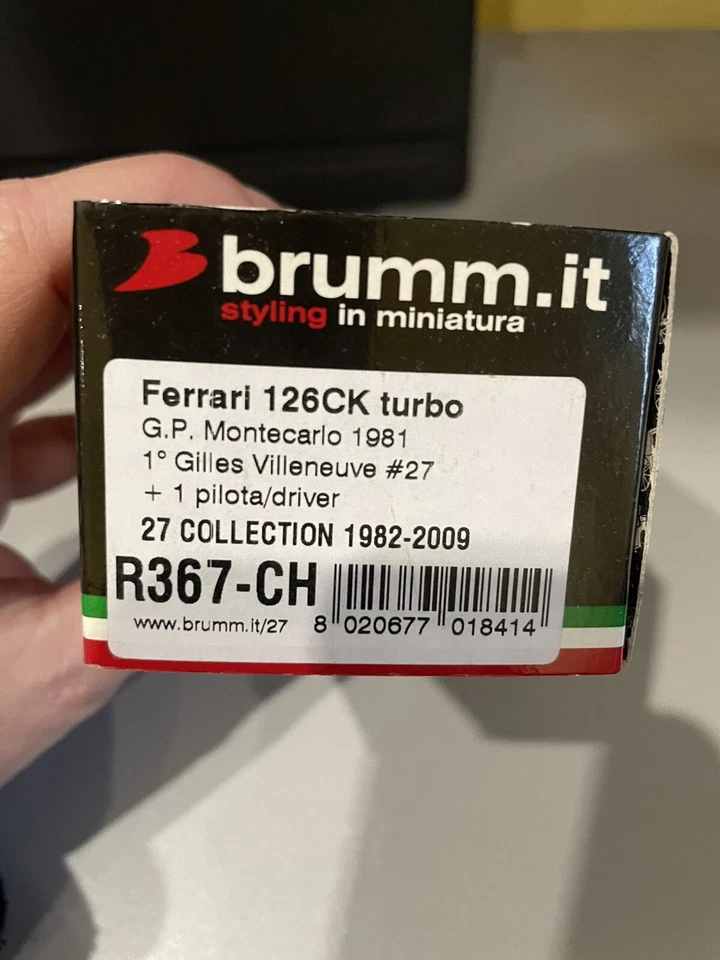 brumm.it
styling in miniatura
Ferrari 126CK turbo
G.P. Montecarlo 1981
1° Gilles Villeneuve #27
+ 1 pilota/driver
27 COLLECTION 1982-2009
R367-CH
www.brumm.it/27
8 020677 018414